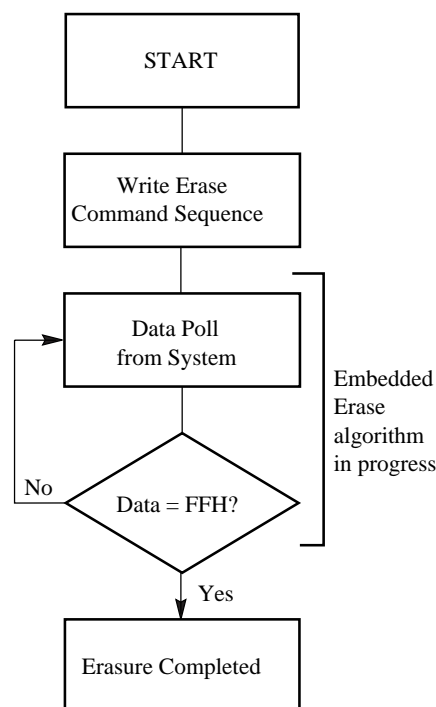 START
Write Erase
Command Sequence
Data Poll
from System
Embedded
Erase
algorithm
in progress
No
Data = FFH?
Yes
Erasure Completed